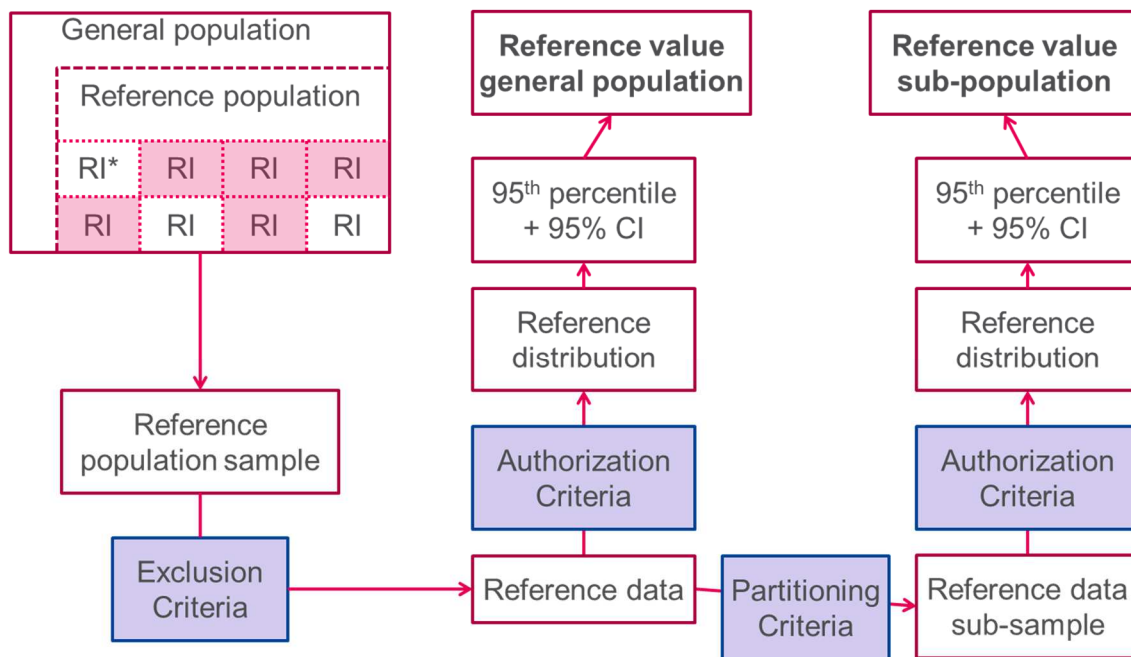 General population
Reference population
RI* RI RI RI
RI RI RI RI
Reference
population sample
Exclusion
Criteria
Reference value
general population
95th percentile
+ 95% CI
Reference
distribution
Authorization
Criteria
Reference data
Partitioning
Criteria
Reference value
sub-population
95th percentile
+ 95% CI
Reference
distribution
Authorization
Criteria
Reference data
sub-sample